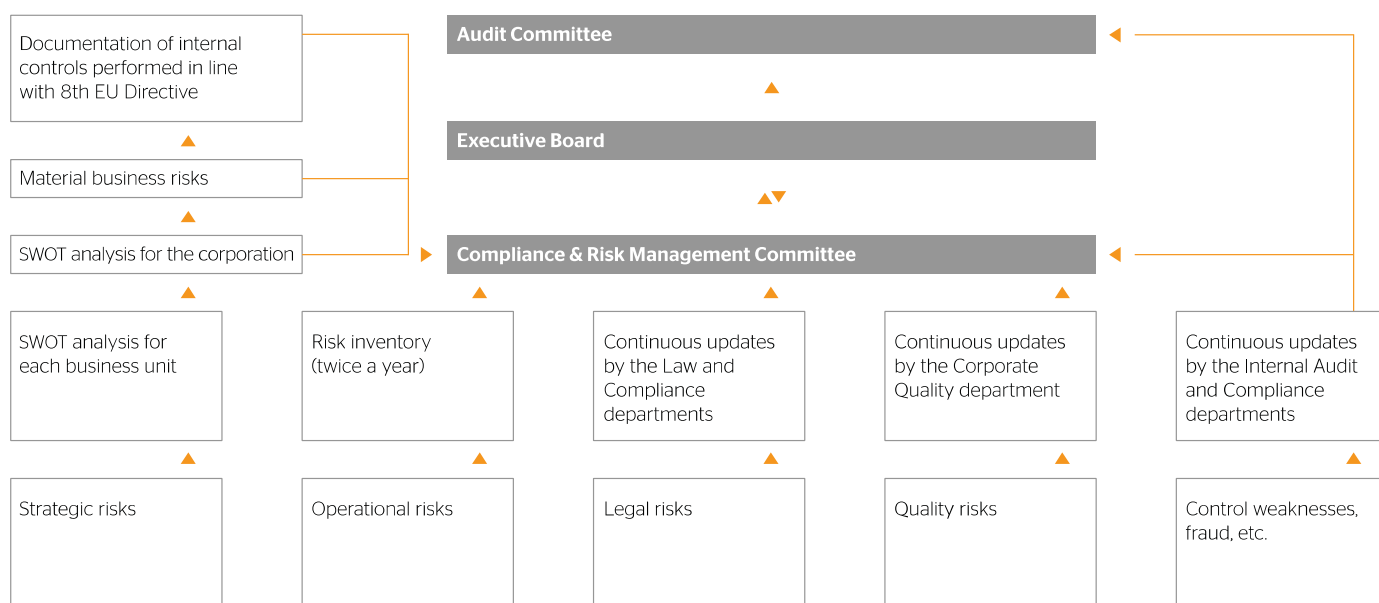 Documentation of internal
controls performed in line
with 8th EU Directive
Audit Committee
Executive Board
Material business risks
SWOT analysis for the corporation
Compliance & Risk Management Committee
SWOT analysis for
each business unit
Risk inventory
(twice a year)
Continuous updates
by the Law and
Compliance
departments
Continuous updates
by the Corporate
Quality department
Continuous updates
by the Internal Audit
and Compliance
departments
Strategic risks
Operational risks
Legal risks
Quality risks
Control weaknesses,
fraud, etc.